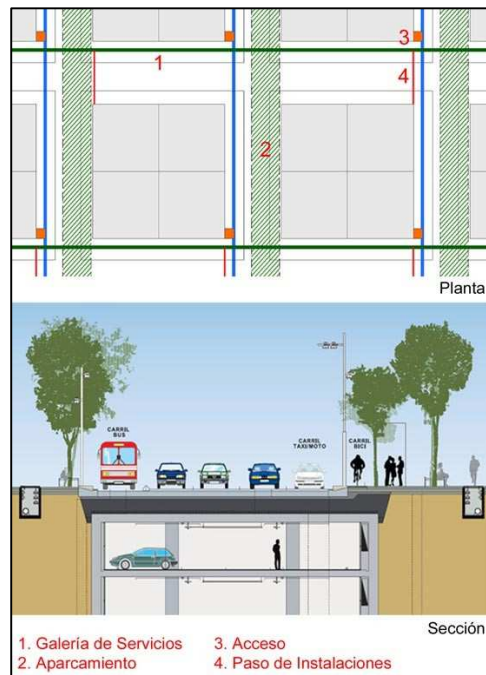 3
1
4
2
Planta
CARRIL
BUS
CARRIL
TAXI/MOTO
CARRIL
BICI
Sección
1. Galería de Servicios
3. Acceso
2. Aparcamiento
4. Paso de Instalaciones